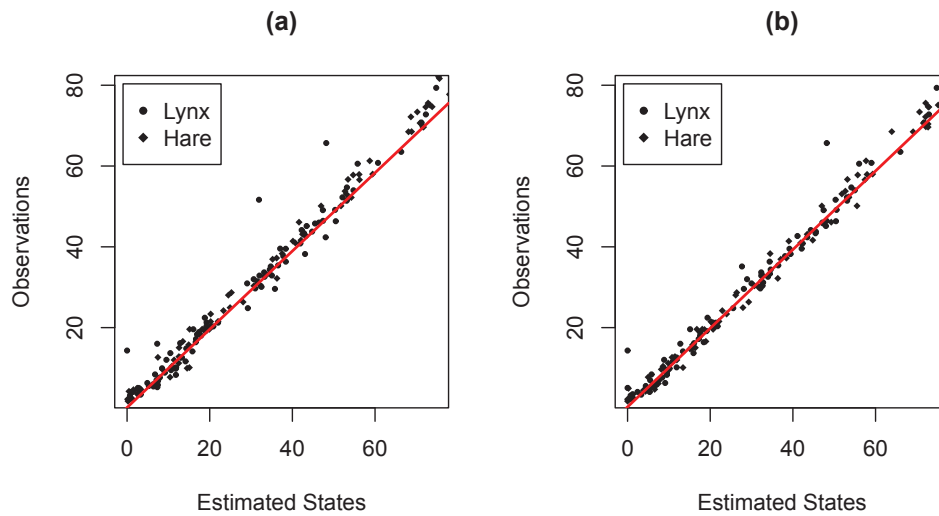 (a)
Lynx
Hare
Observations
20 40 60 80
0 20 40 60
Estimated States
(b)
Lynx
Hare
Observations
20 40 60 80
0 20 40 60
Estimated States